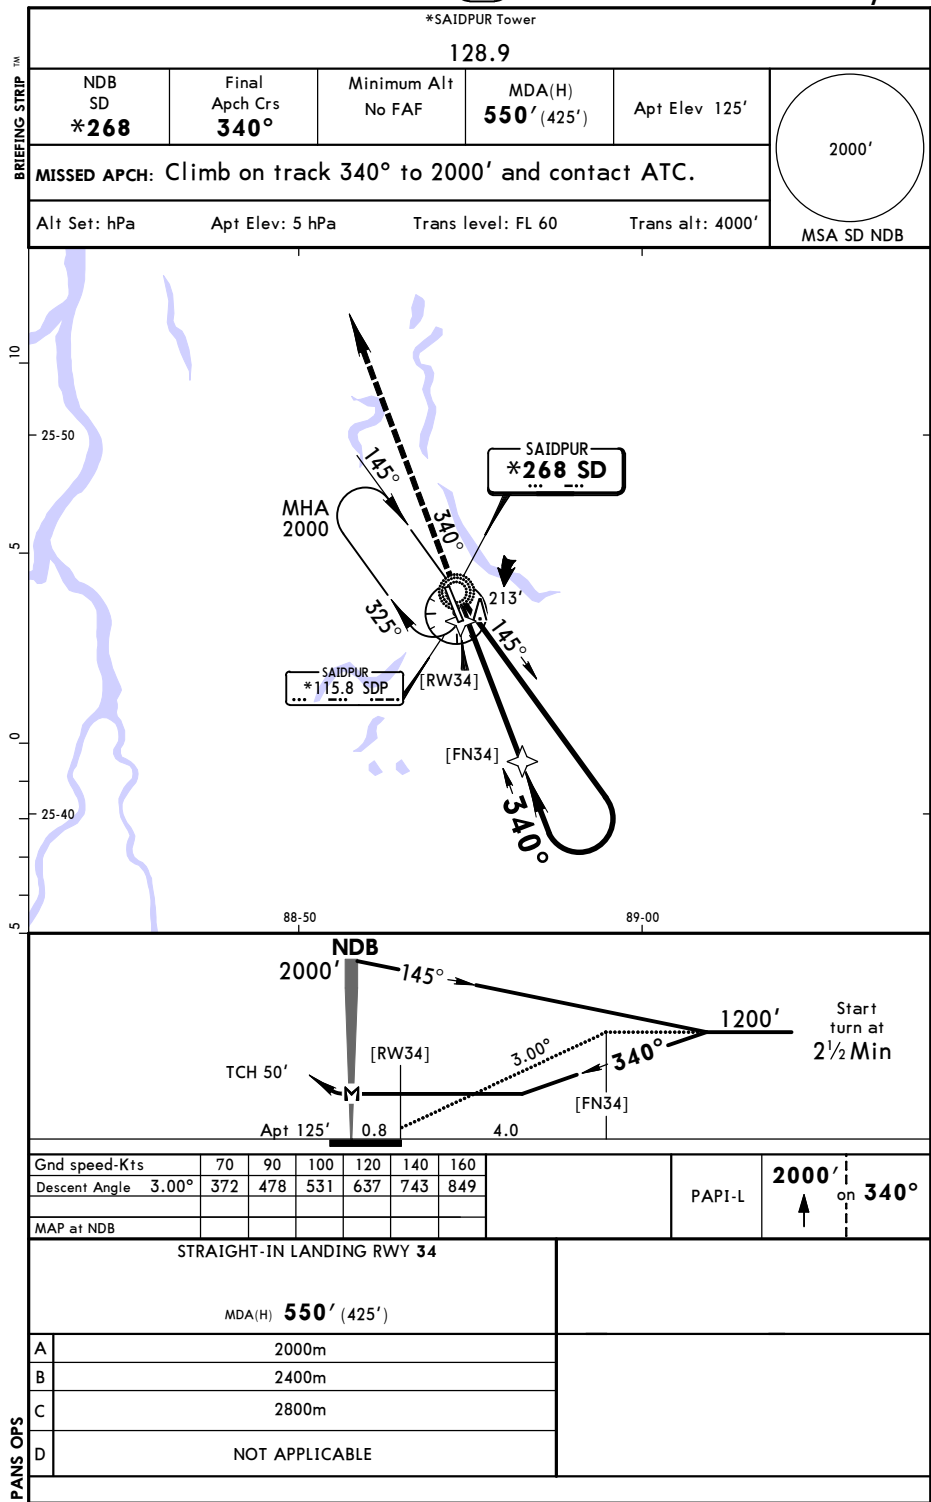 *SAIDPUR Tower
128.9
BRIEFING STRIP TM
NDB
SD
*268
Final
Apch Crs
340°
Minimum Alt
No FAF
MDA(H)
550' (425')
Apt Elev 125'
2000'
MSA SD NDB
MISSED APCH: Climb on track 340° to 2000' and contact ATC.
Alt Set: hPa Apt Elev: 5 hPa Trans level: FL 60 Trans alt: 4000'
10
25-50
145°
SAIDPUR
*268 SD
MHA
2000
340°
5
213'
325°
145°
SAIDPUR
*115.8 SDP
[RW34]
0
[FN34]
340°
25-40
5
88-50
89-00
NDB
2000'
145°
1200'
Start
turn at
2½ Min
[RW34]
3.00°
340°
TCH 50'
[FN34]
Apt 125' 0.8 4.0
Gnd speed-Kts 70 90 100 120 140 160
Descent Angle 3.00° 372 478 531 637 743 849
MAP at NDB
PAPI-L
2000' on 340°
STRAIGHT-IN LANDING RWY 34
MDA(H) 550' (425')
A 2000m
B 2400m
C 2800m
D NOT APPLICABLE
PANS OPS